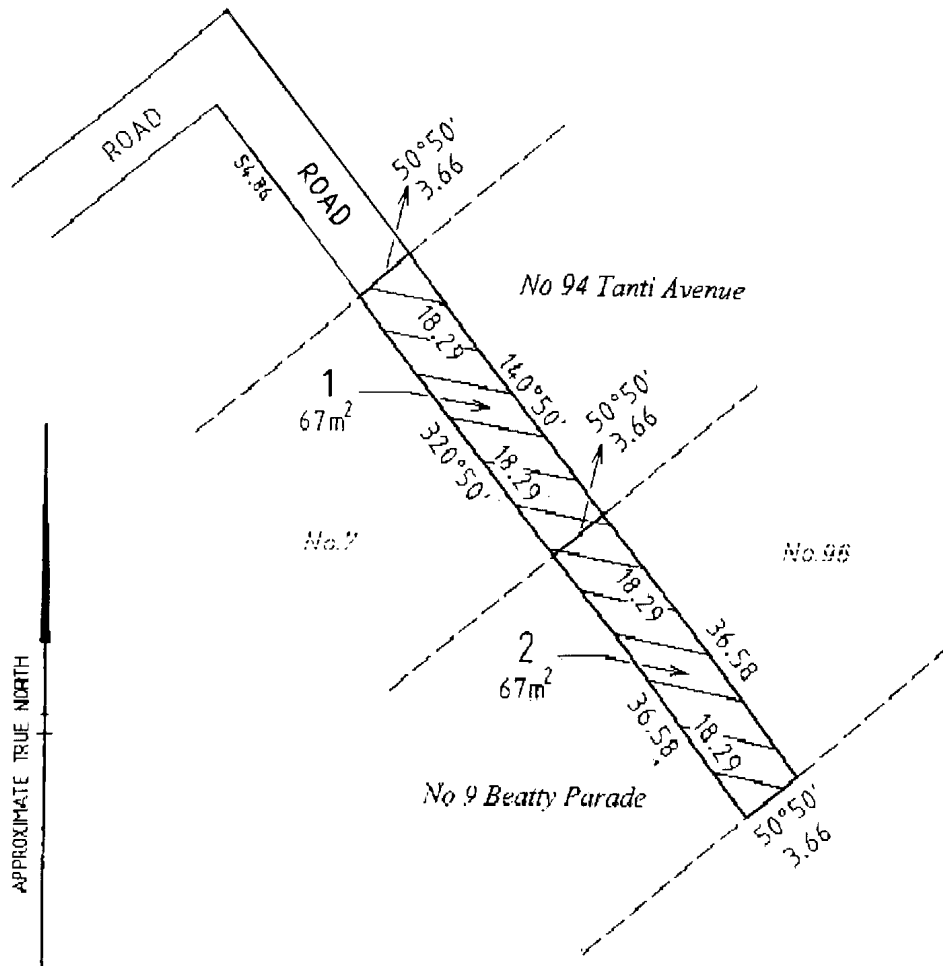 ROAD
54.86
ROAD
50°50'
3.66
No 94 Tanti Avenue
18.29
140°50'
1
67m²
320°50'
18.29
50°50'
3.66
No.98
18.29
36.58
2
67m²
36.58
18.29
No 9 Beatty Parade
50°50'
3.66
APPROXIMATE TRUE NORTH